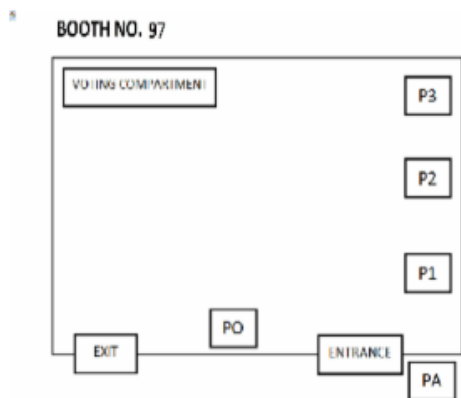 BOOTH NO. 97
VOTING COMPARTMENT
P3
P2
P1
PO
EXIT
ENTRANCE
PA